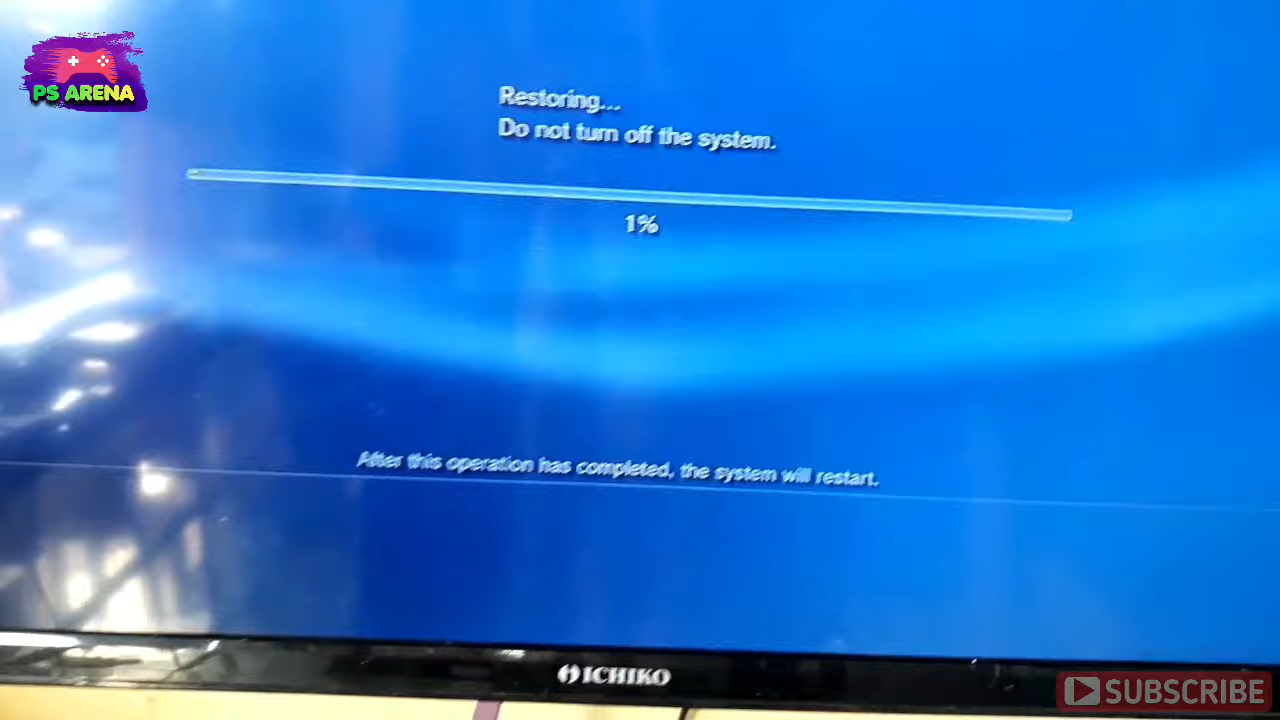 PS ARENA
Restoring...
Do not turn off the system.
1%
After this operation has completed, the system will restart.
ICHIKO
SUBSCRIBE